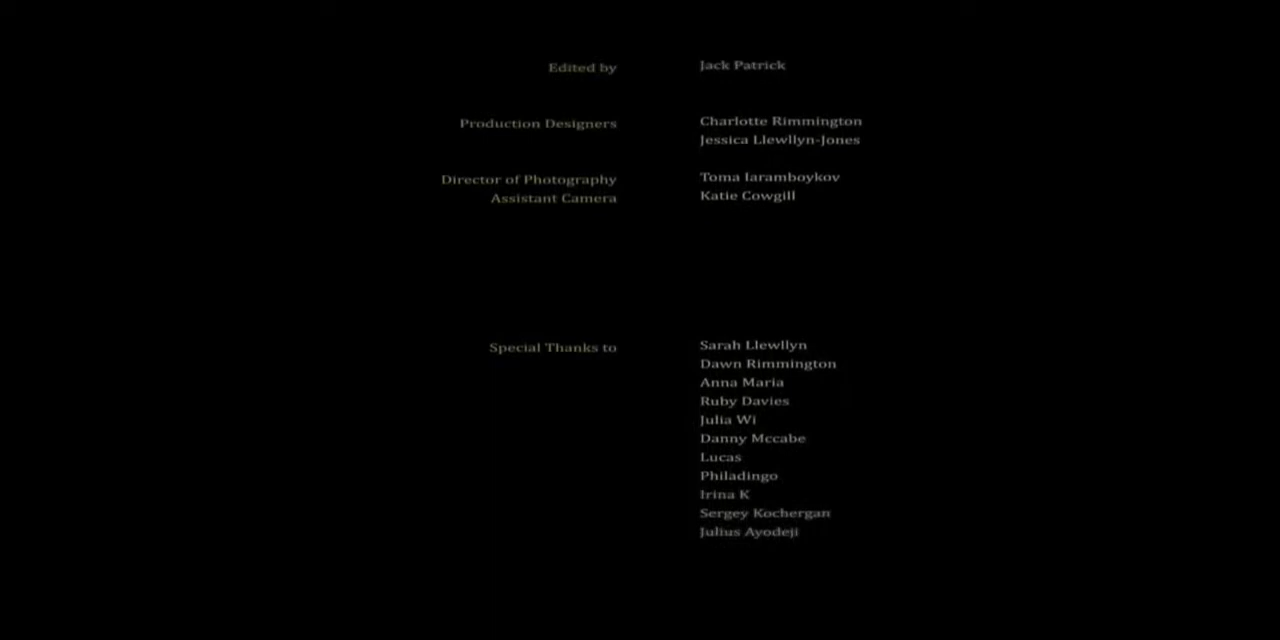 Edited by Jack Patrick
Production Designers Charlotte Rimmington
Jessica Llewllyn-Jones
Director of Photography Toma Iaramboykov
Assistant Camera Katie Cowgill
Special Thanks to Sarah Llewllyn
Dawn Rimmington
Anna Maria
Ruby Davies
Julia Wi
Danny Mccabe
Lucas
Philadingo
Irina K
Sergey Kochergan
Julius Ayodeji